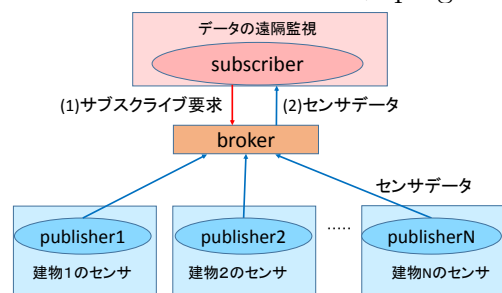 データの遠隔監視
subscriber
(1)サブスクライブ要求
(2)センサデータ
broker
センサデータ
publisher1
publisher2
.....
publisherN
建物1のセンサ
建物2のセンサ
建物Nのセンサ